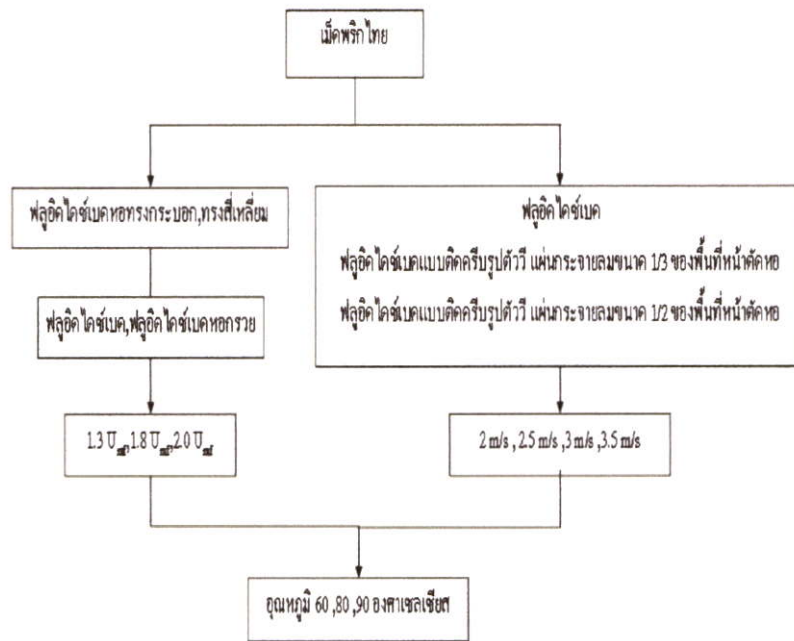 เม็ดพริกไทย
ฟลูอิดไดซ์เบดหอทรงกระบอก,ทรงสี่เหลี่ยม
ฟลูอิดไดซ์เบด,ฟลูอิดไดซ์เบดหอกรวย
1.3 U_mf,1.8 U_mf,2.0 U_mf
ฟลูอิดไดซ์เบด
ฟลูอิดไดซ์เบดแบบติดครีบรูปตัววี แผ่นกระจายลมขนาด 1/3 ของพื้นที่หน้าตัดหอ
ฟลูอิดไดซ์เบดแบบติดครีบรูปตัววี แผ่นกระจายลมขนาด 1/2 ของพื้นที่หน้าตัดหอ
2 m/s , 2.5 m/s ,3 m/s ,3.5 m/s
อุณหภูมิ 60 ,80 ,90 องศาเซลเซียส